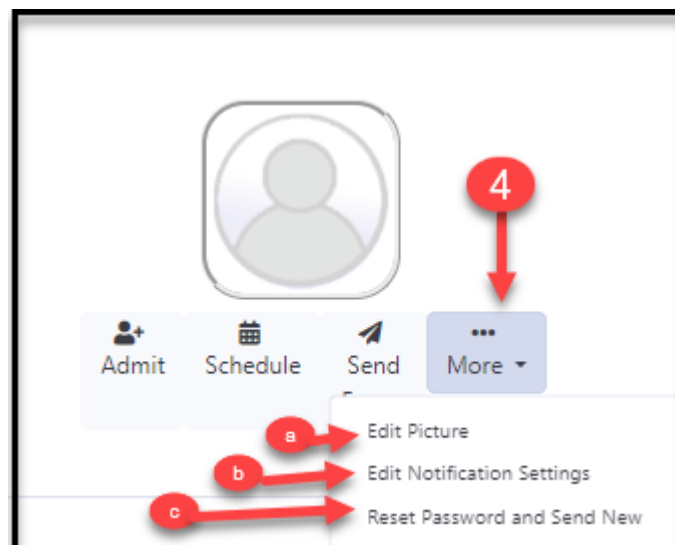 4
Admit Schedule Send More
a Edit Picture
b Edit Notification Settings
c Reset Password and Send New